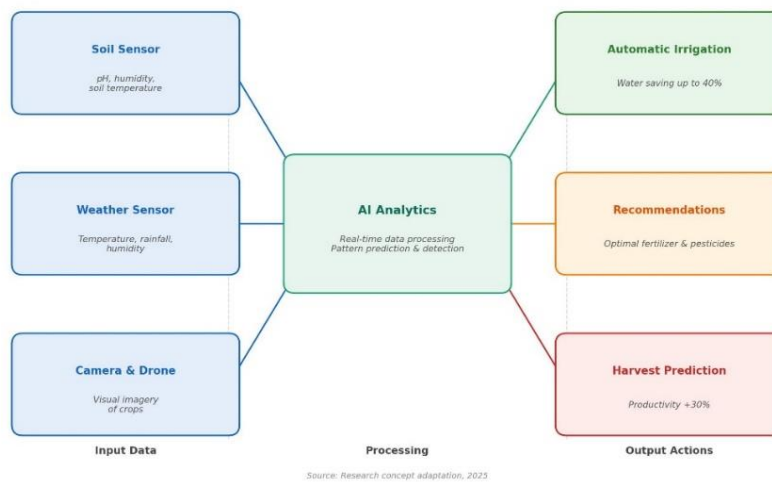 Soil Sensor
pH, humidity,
soil temperature
Weather Sensor
Temperature, rainfall,
humidity
Camera & Drone
Visual imagery
of crops
Input Data
AI Analytics
Real-time data processing
Pattern prediction & detection
Processing
Automatic Irrigation
Water saving up to 40%
Recommendations
Optimal fertilizer & pesticides
Harvest Prediction
Productivity +30%
Output Actions
Source: Research concept adaptation, 2025